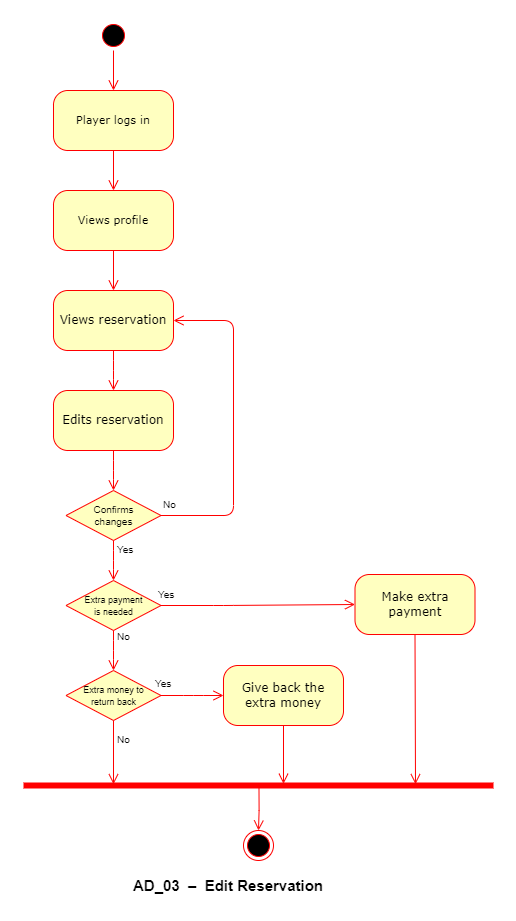 Player logs in
Views profile
Views reservation
Edits reservation
Confirms
changes
No
Yes
Extra payment
is needed
Yes
Make extra
payment
No
Extra money to
return back
Yes
Give back the
extra money
No
AD_03 – Edit Reservation